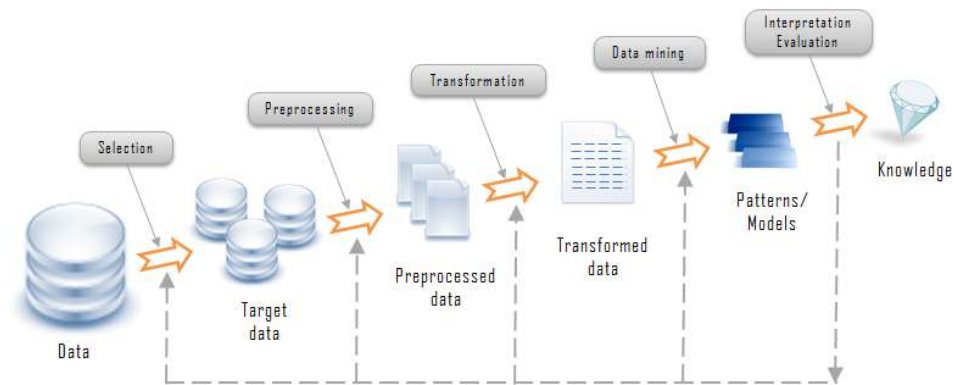 Interpretation
Evaluation
Data mining
Transformation
Preprocessing
Selection
Knowledge
Patterns/
Models
Transformed
data
Preprocessed
data
Target
data
Data